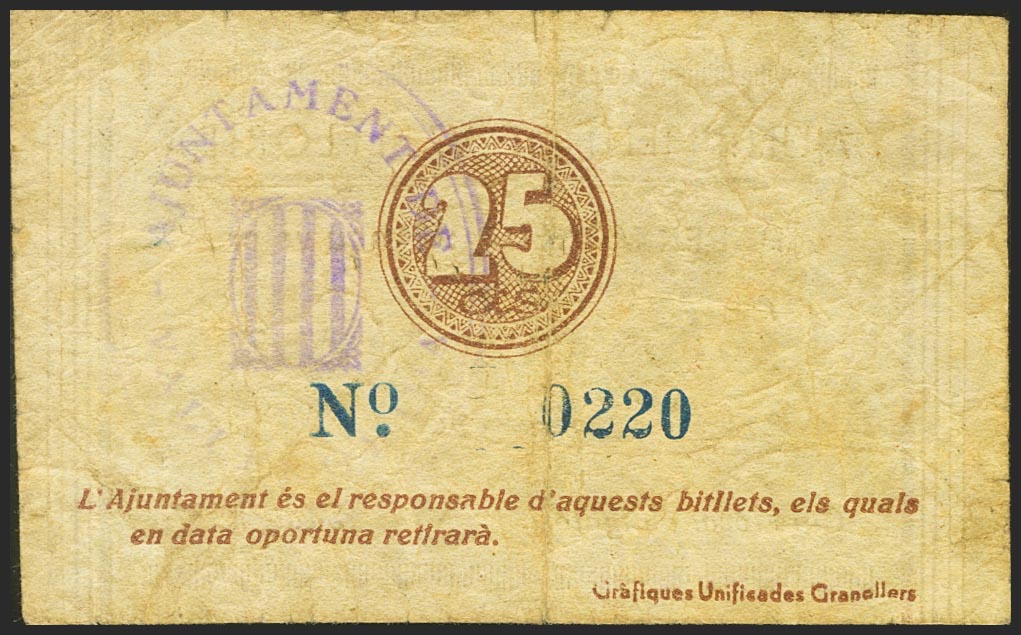 AJUNTAMENT
25
cts
Nº. 0220
L'Ajuntament és el responsable d'aquests bitllets, els quals
en data oportuna retirarà.
Gràfiques Unificades Granollers